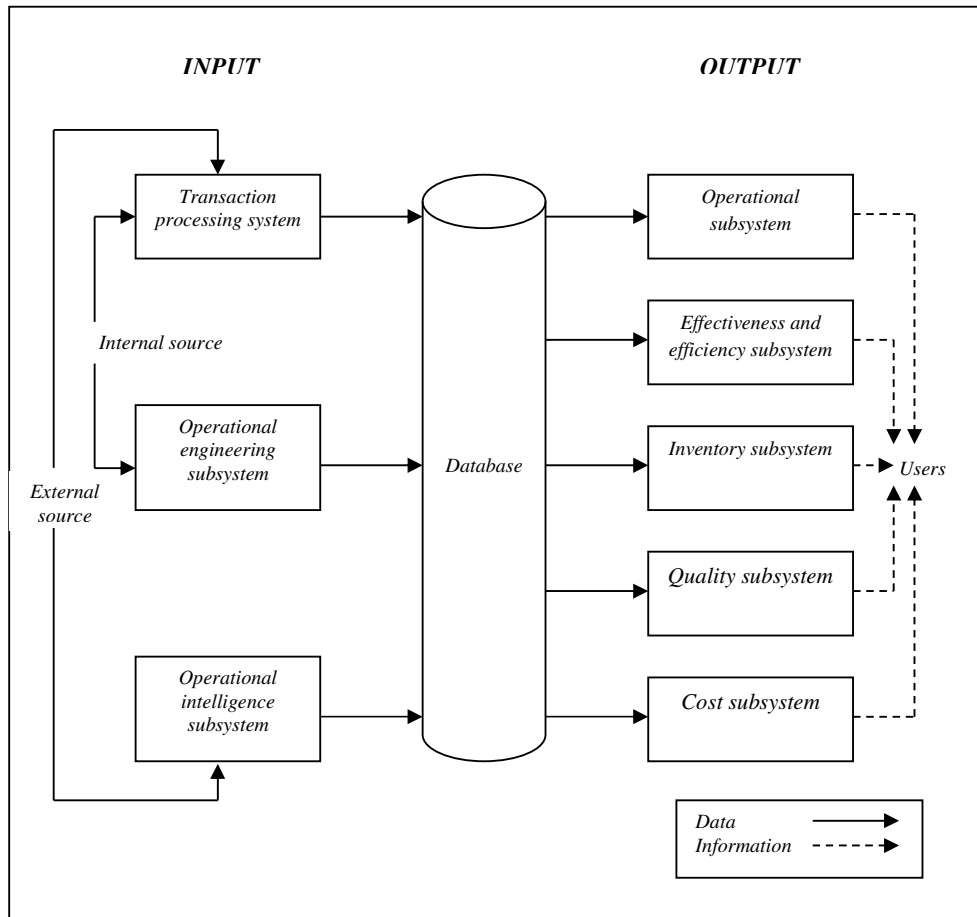 INPUT
OUTPUT
Transaction
processing system
Operational
subsystem
Internal source
Effectiveness and
efficiency subsystem
Operational
engineering
subsystem
Database
Inventory subsystem
Users
External
source
Quality subsystem
Operational
intelligence
subsystem
Cost subsystem
Data
Information